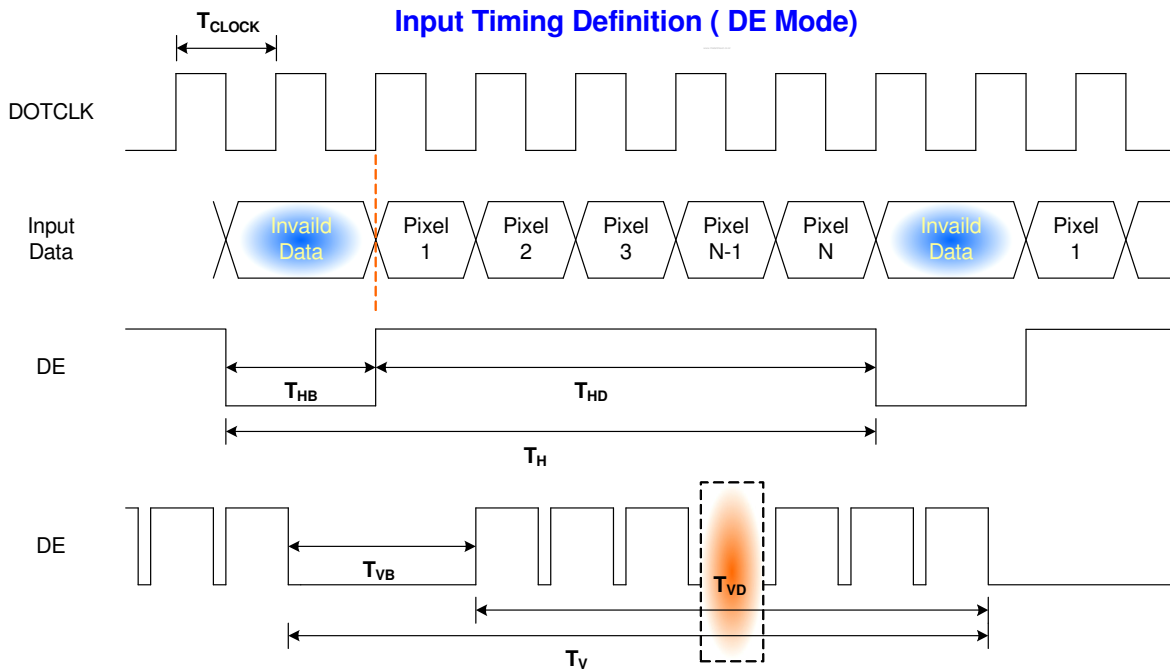 Input Timing Definition ( DE Mode)
TCLOCK
DOTCLK
Input
Data
Invaild
Data
Pixel
1
Pixel
2
Pixel
3
Pixel
N-1
Pixel
N
Invaild
Data
Pixel
1
DE
THB
THD
TH
DE
TVB
TVD
TV